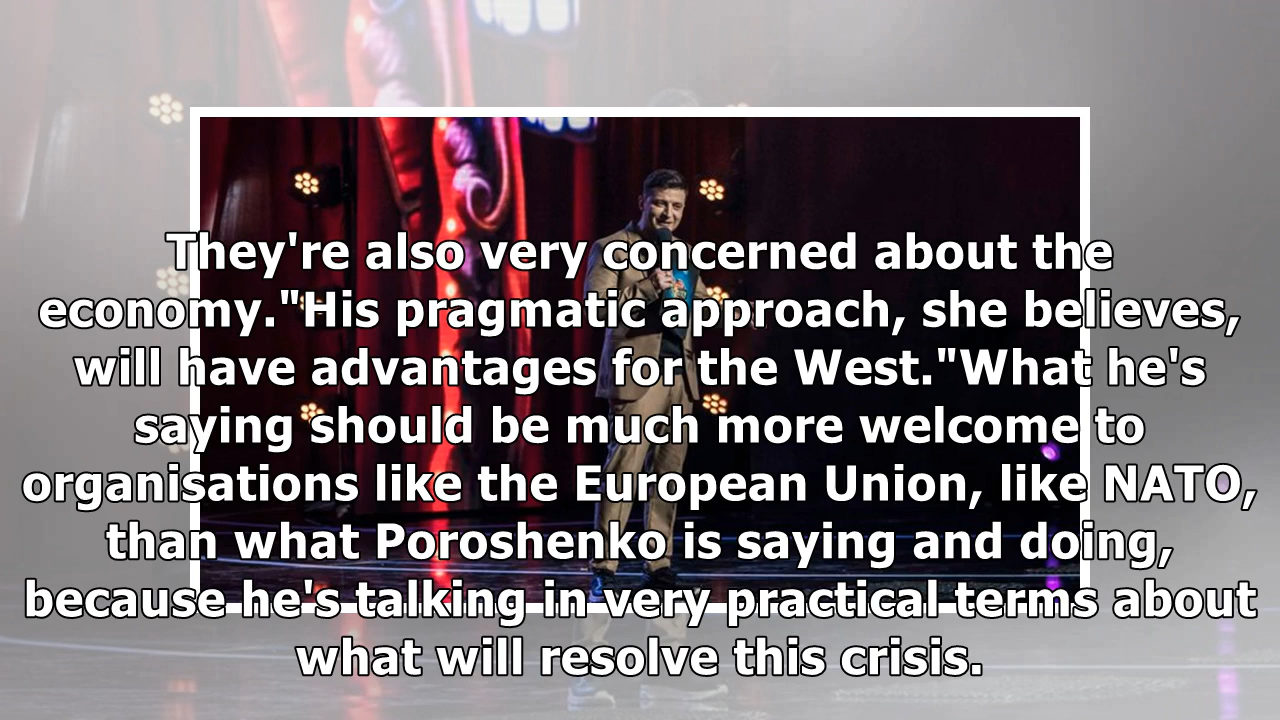 They're also very concerned about the
economy."His pragmatic approach, she believes,
will have advantages for the West."What he's
saying should be much more welcome to
organisations like the European Union, like NATO,
than what Poroshenko is saying and doing,
because he's talking in very practical terms about
what will resolve this crisis.